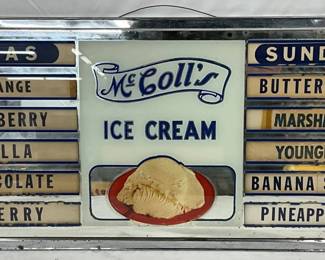 AS
ANGE
BERRY
LLA
COLATE
ERRY
McColl's
ICE CREAM
SUND
BUTTER
MARSH
YOUNG
BANANA
PINEAPP